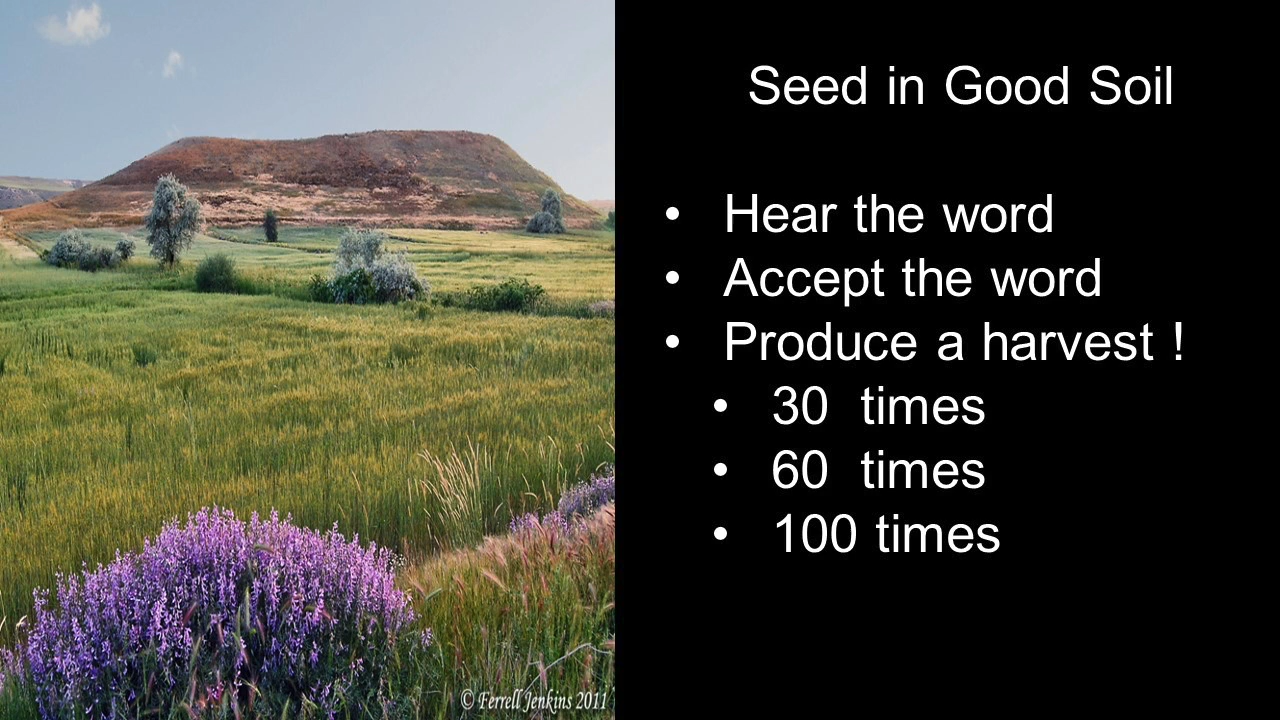 Seed in Good Soil
• Hear the word
• Accept the word
• Produce a harvest !
• 30 times
• 60 times
• 100 times
© Ferrell Jenkins 2011